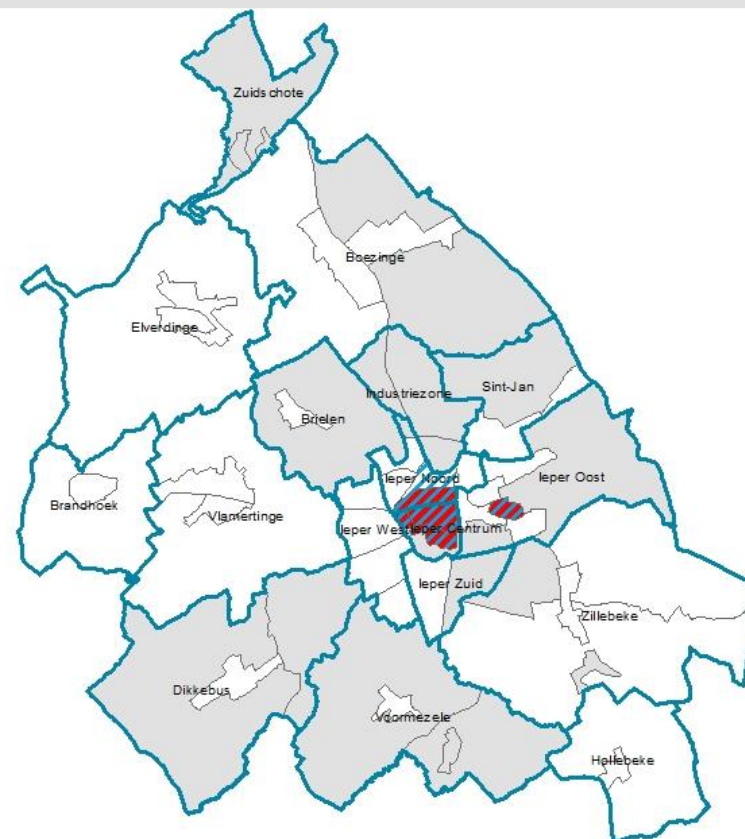 Zuidschote
Boezinge
Elverdinge
Industriezone
Sint-Jan
Brielen
Ieper Noord
Ieper Oost
Brandhoek
Vlamertinge
Ieper West
Ieper Centrum
Ieper Zuid
Zillebeke
Dikkebus
Voormezele
Hollebeke